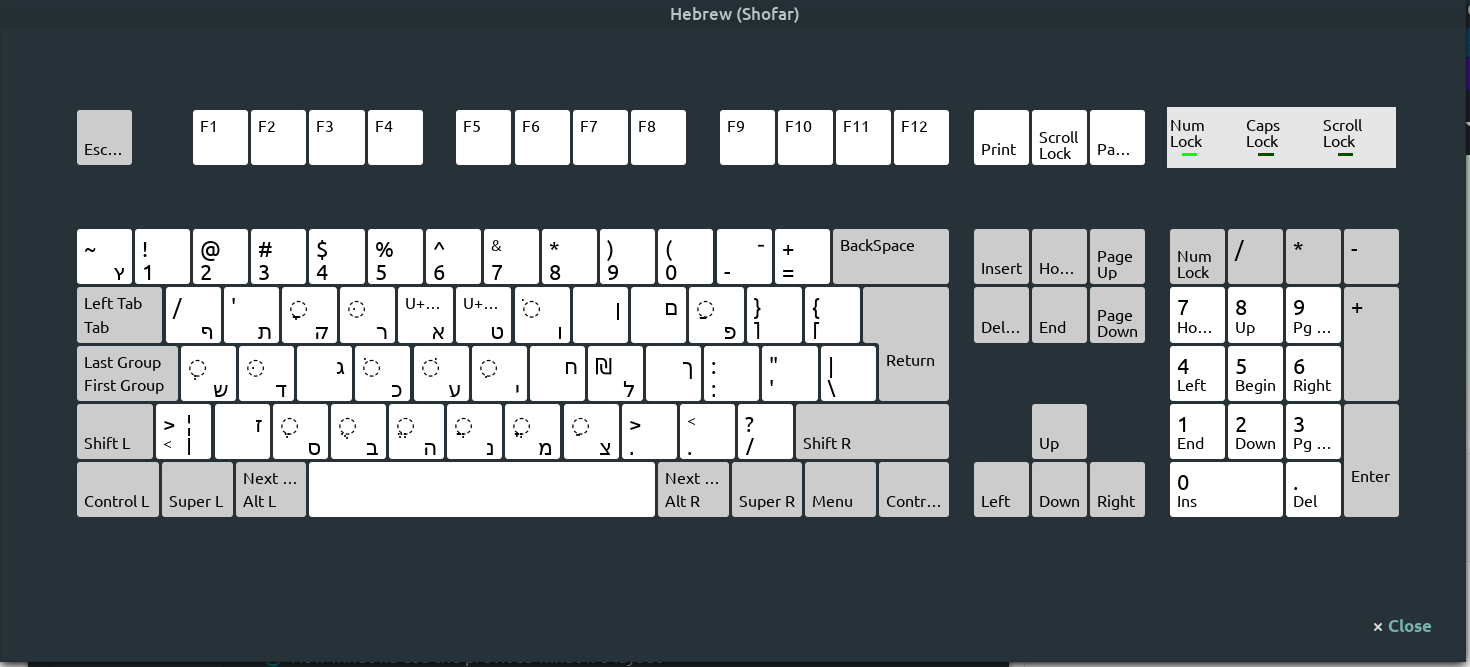 Hebrew (Shofar)
Esc... F1 F2 F3 F4 F5 F6 F7 F8 F9 F10 F11 F12 Print Scroll Lock Pa... Num Lock Caps Lock Scroll Lock
~ ! @ # $ % ^ & * ) ( - + BackSpace Insert Ho... Page Up Num Lock / * -
ץ 1 2 3 4 5 6 7 8 9 0 - =
Left Tab / ' U+... U+... ן ם } { Del... End Page Down 7 8 9 +
Tab ף ת ק ר א ט ו פ ] [ Return Ho... Up Pg ...
Last Group ג ח ₪ ך : " | 4 5 6
First Group ש ד כ ע י ל : ' \ Left Begin Right
Shift L > ¦ ז > < ? Shift R Up 1 2 3 Enter
< | ס ב ה נ מ צ . . / End Down Pg ...
Control L Super L Next ... Alt L Next ... Alt R Super R Menu Contr... Left Down Right 0 .
Ins Del
× Close